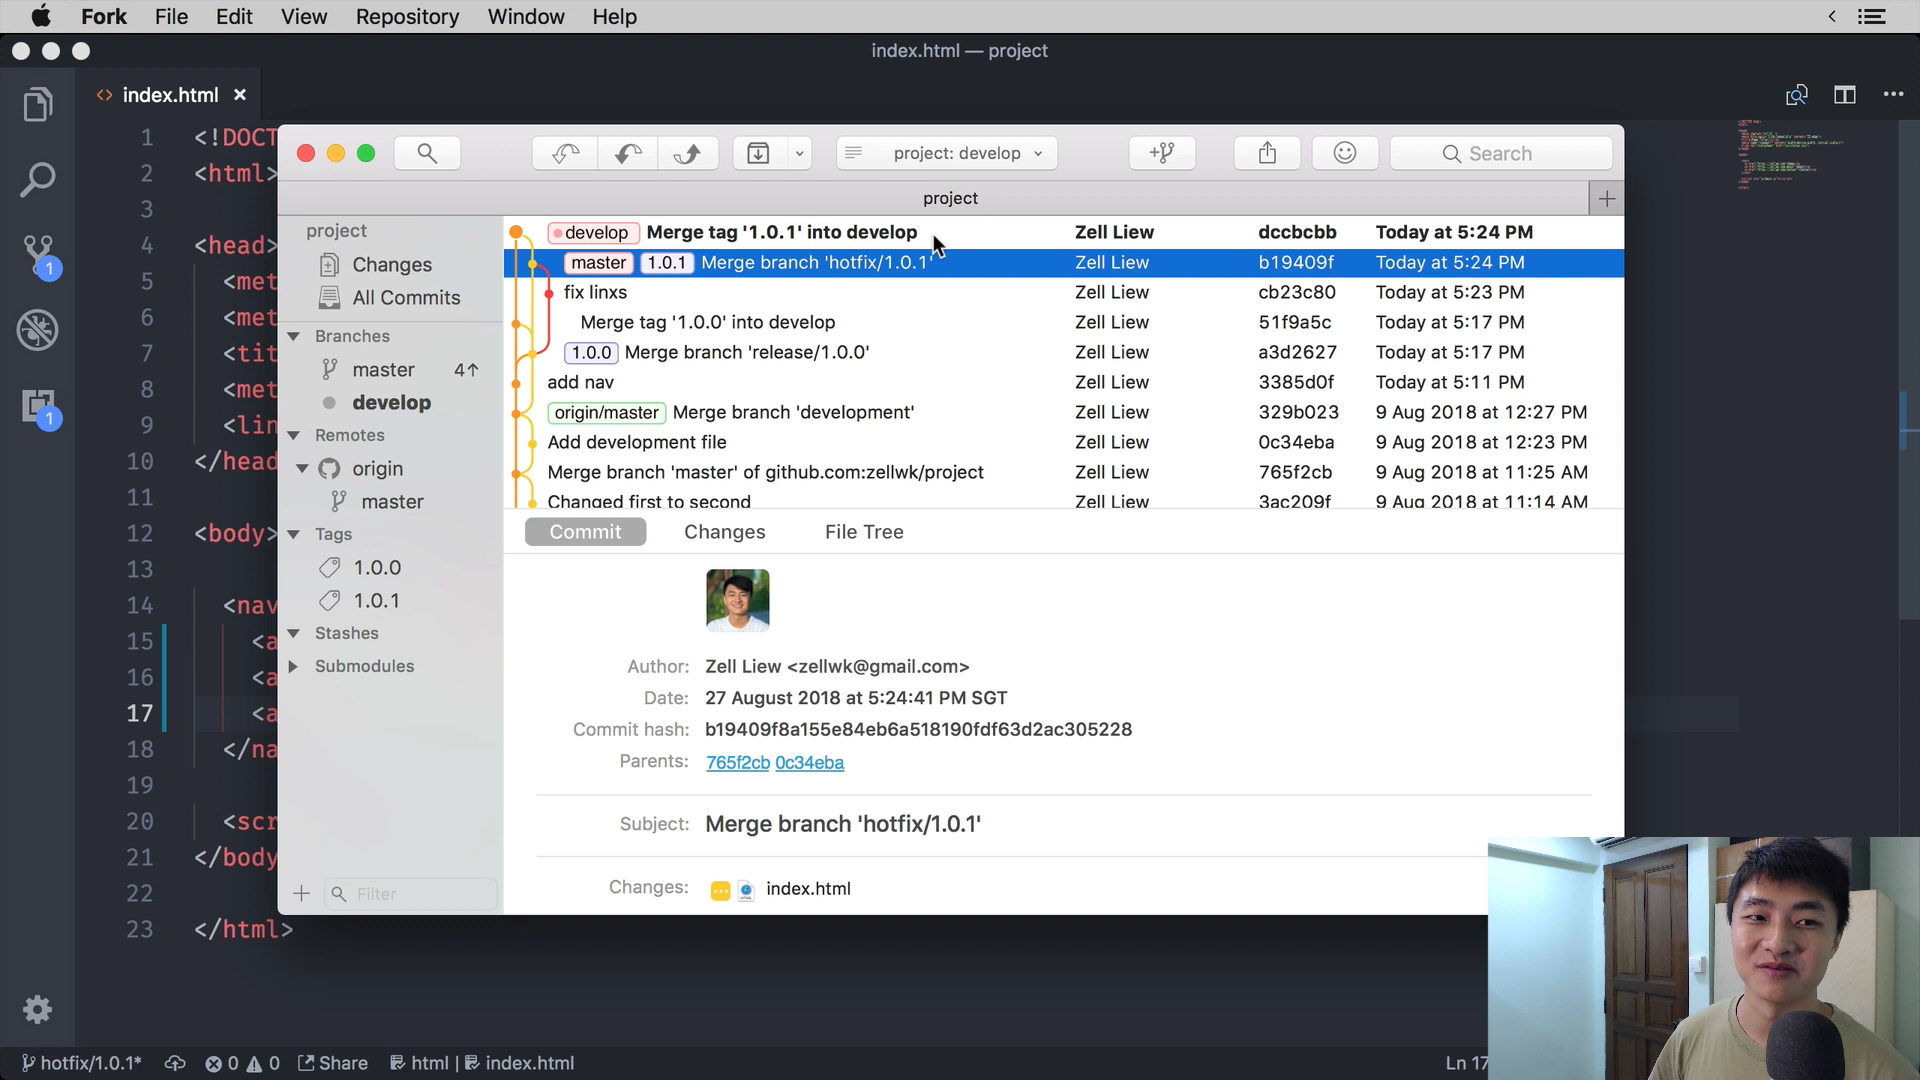 Fork File Edit View Repository Window Help
index.html — project
index.html
project: develop
Search
project
1 <!DOCT
2 <html>
3
4 <head>
5 <met
6 <met
7 <tit
8 <met
9 <lin
10 </head
11
12 <body>
13
14 <nav
15 <a
16 <a
17 <a
18 </na
19
20 <scr
21 </body
22
23 </html>
project
Changes
All Commits
Branches
master 4↑
develop
Remotes
origin
master
Tags
1.0.0
1.0.1
Stashes
Submodules
Filter
develop Merge tag '1.0.1' into develop Zell Liew dccbcbb Today at 5:24 PM
master 1.0.1 Merge branch 'hotfix/1.0.1' Zell Liew b19409f Today at 5:24 PM
fix linxs Zell Liew cb23c80 Today at 5:23 PM
Merge tag '1.0.0' into develop Zell Liew 51f9a5c Today at 5:17 PM
1.0.0 Merge branch 'release/1.0.0' Zell Liew a3d2627 Today at 5:17 PM
add nav Zell Liew 3385d0f Today at 5:11 PM
origin/master Merge branch 'development' Zell Liew 329b023 9 Aug 2018 at 12:27 PM
Add development file Zell Liew 0c34eba 9 Aug 2018 at 12:23 PM
Merge branch 'master' of github.com:zellwk/project Zell Liew 765f2cb 9 Aug 2018 at 11:25 AM
Changed first to second Zell Liew 3ac209f 9 Aug 2018 at 11:14 AM
Commit Changes File Tree
Author: Zell Liew <zellwk@gmail.com>
Date: 27 August 2018 at 5:24:41 PM SGT
Commit hash: b19409f8a155e84eb6a518190fdf63d2ac305228
Parents: 765f2cb 0c34eba
Subject: Merge branch 'hotfix/1.0.1'
Changes: index.html
1
1
hotfix/1.0.1* 0 0 Share html | index.html Ln 17